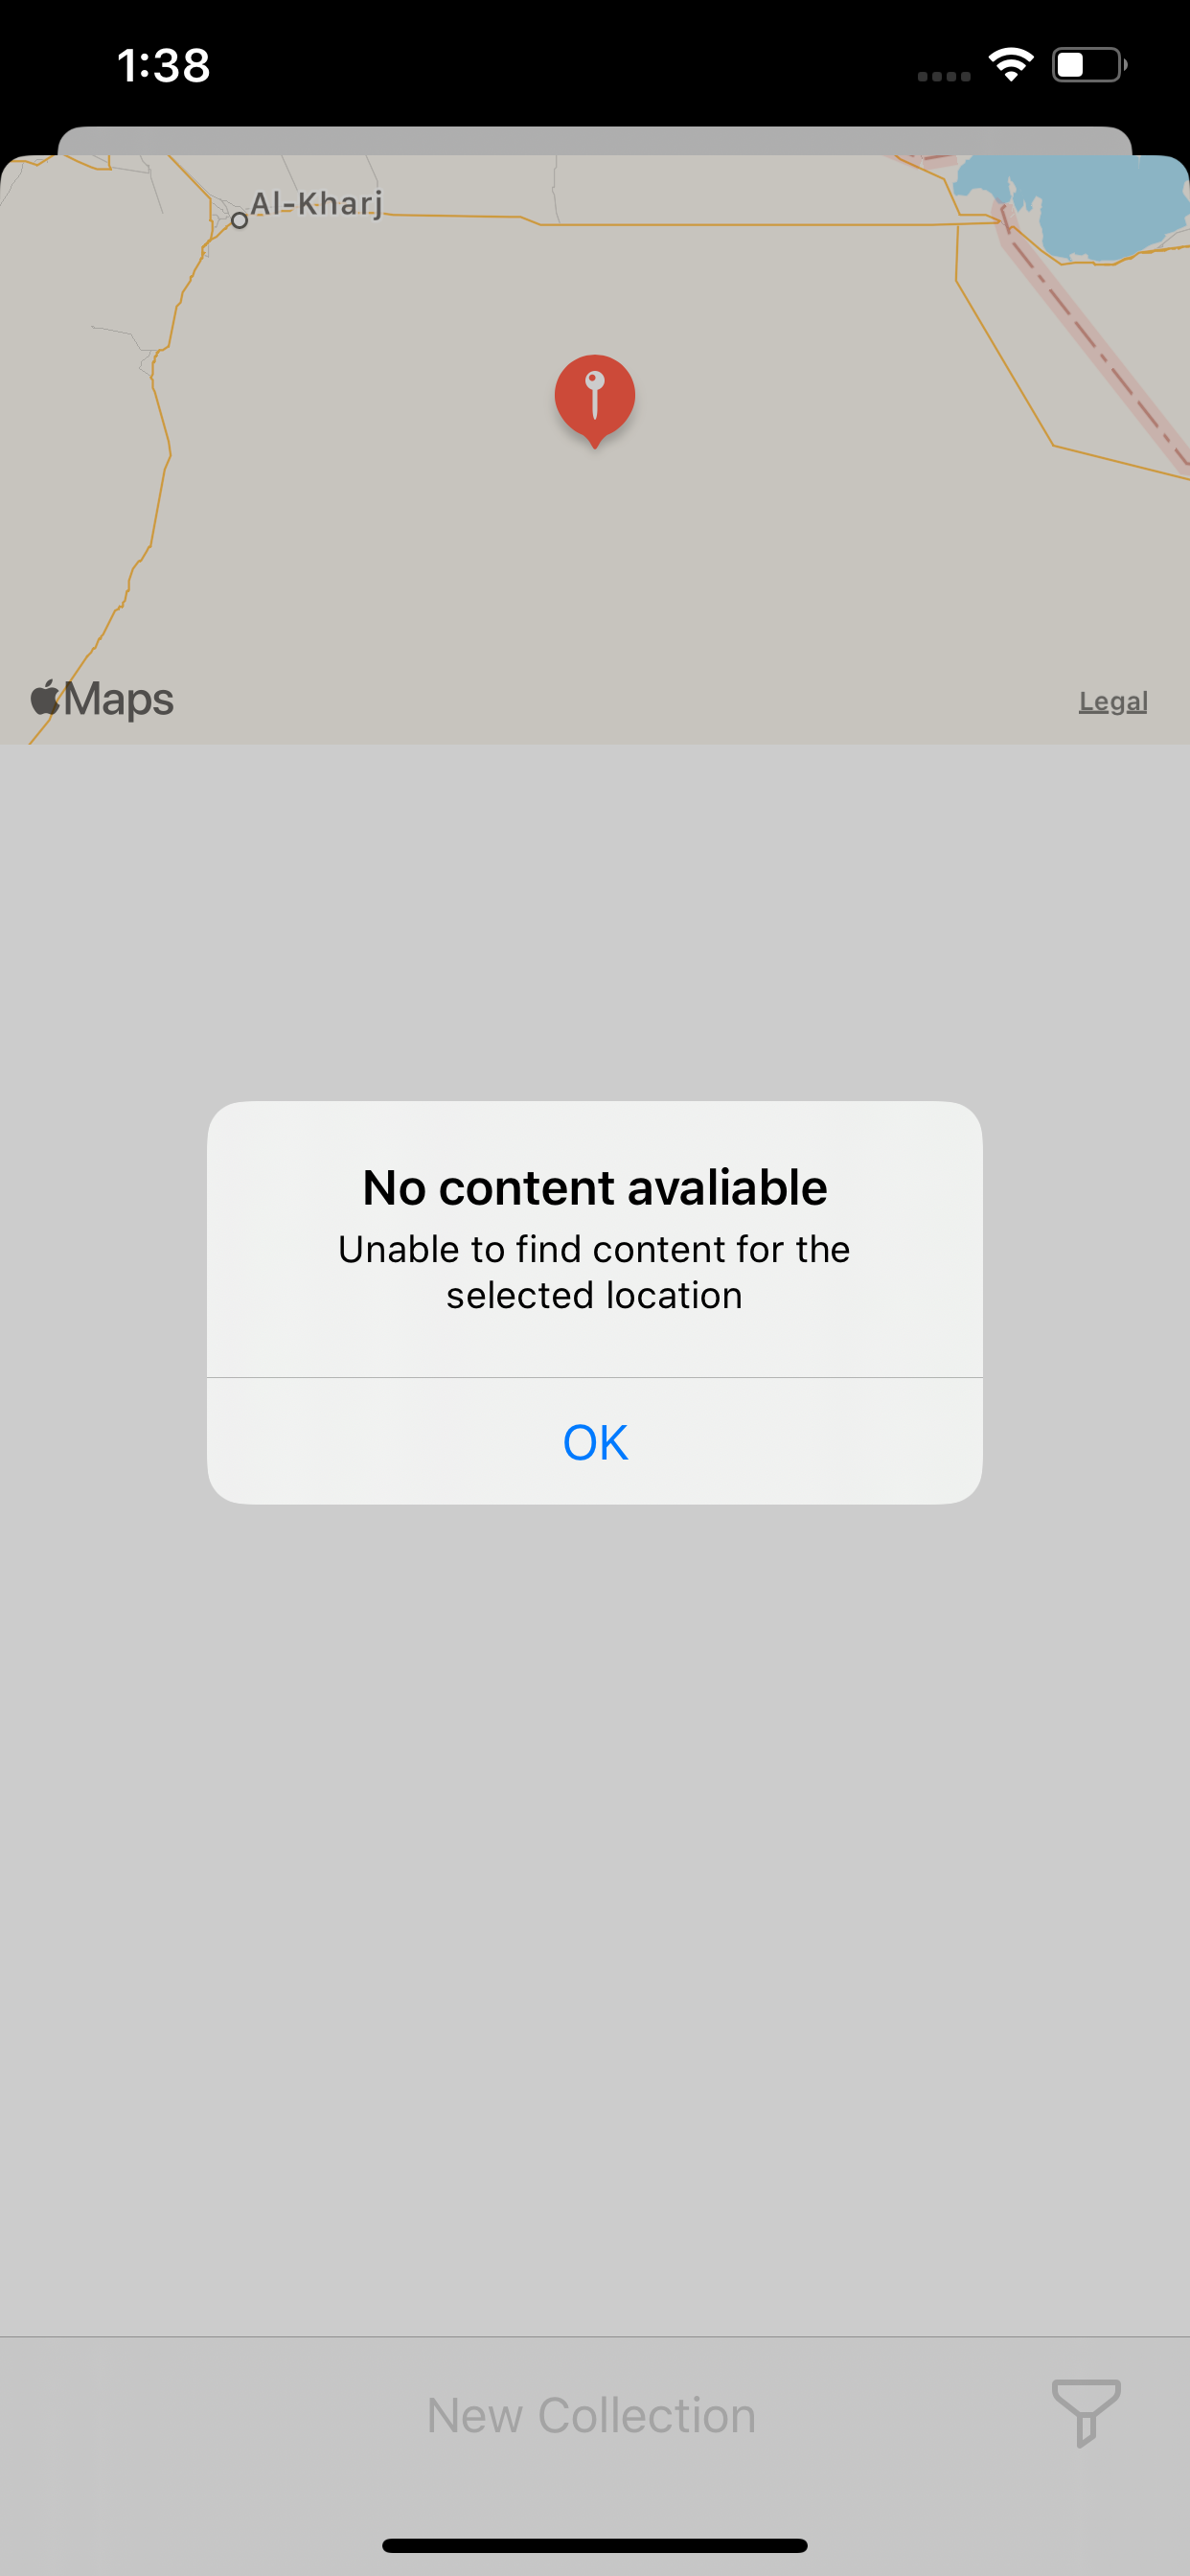 1:38
Al-Kharj
Maps
Legal
No content avaliable
Unable to find content for the
selected location
OK
New Collection